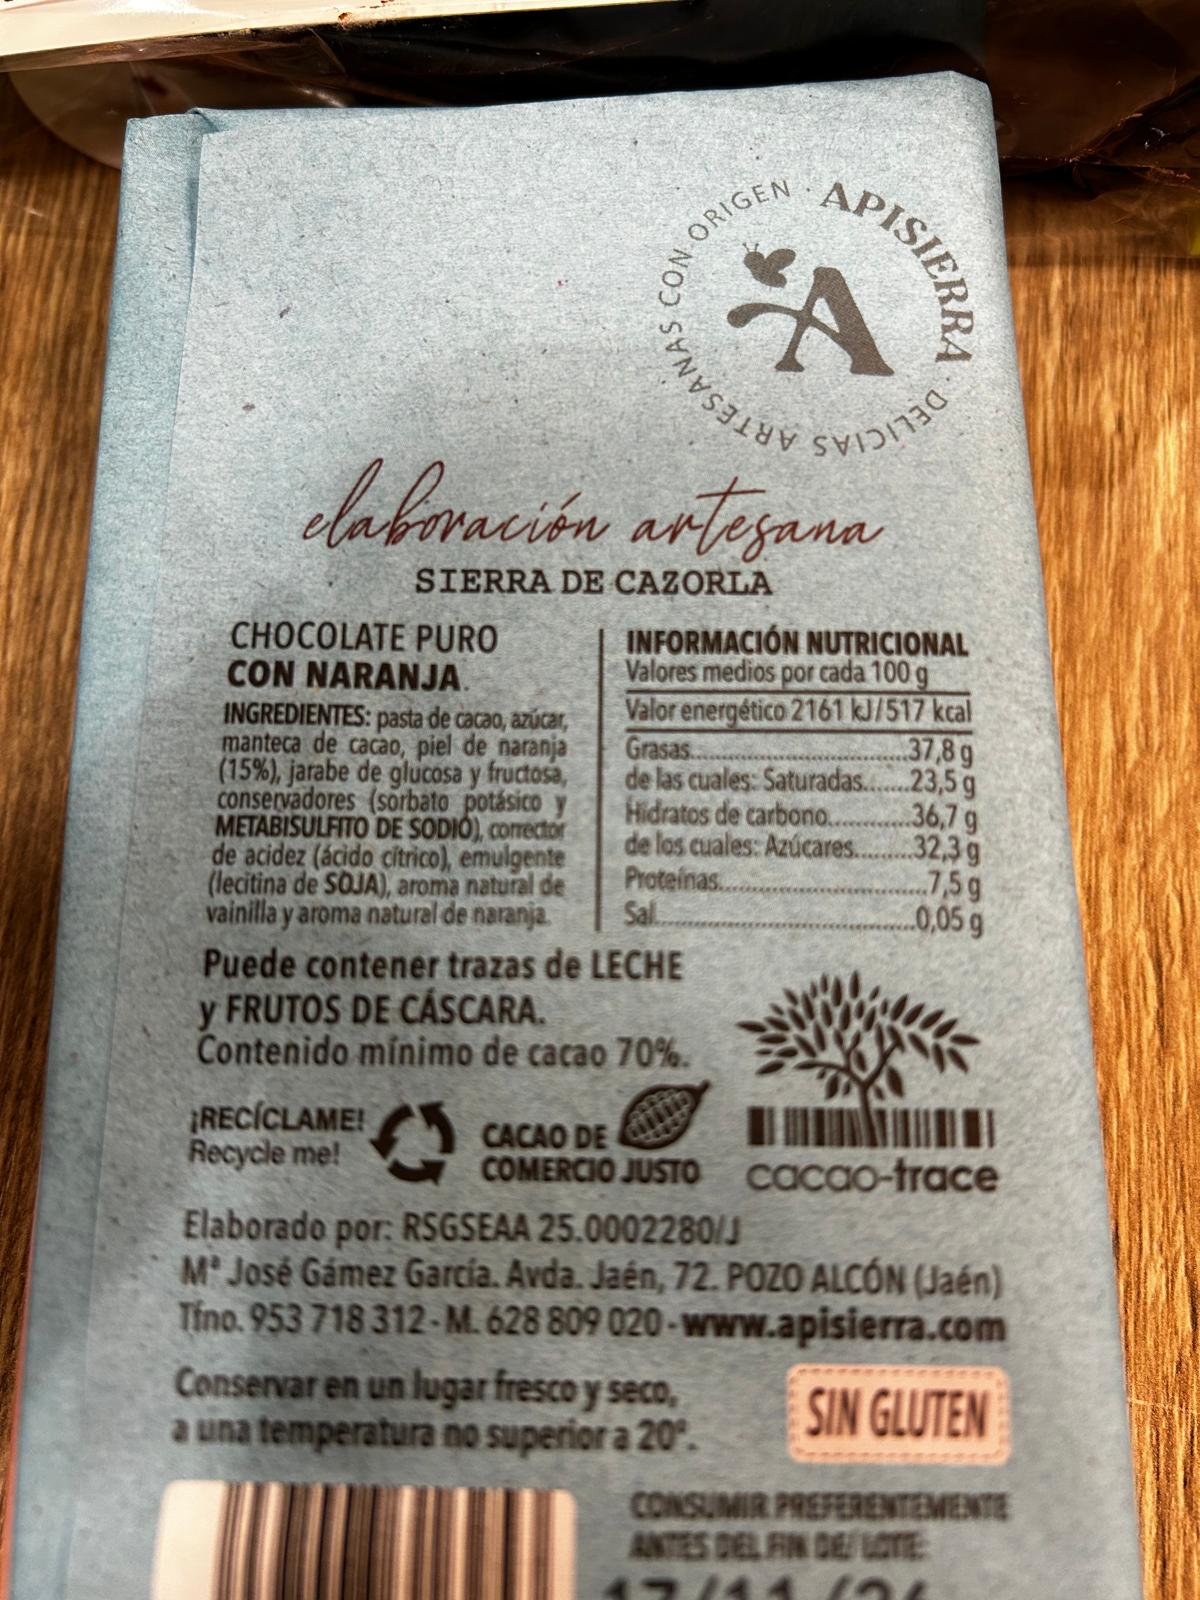 APISIERRA · DELICIAS ARTESANAS CON ORIGEN ·
A
elaboración artesana
SIERRA DE CAZORLA
CHOCOLATE PURO
CON NARANJA.
INGREDIENTES: pasta de cacao, azúcar,
manteca de cacao, piel de naranja
(15%), jarabe de glucosa y fructosa,
conservadores (sorbato potásico y
METABISULFITO DE SODIO), corrector
de acidez (ácido cítrico), emulgente
(lecitina de SOJA), aroma natural de
vainilla y aroma natural de naranja.
INFORMACIÓN NUTRICIONAL
Valores medios por cada 100 g
Valor energético 2161 kJ/517 kcal
Grasas....................................37,8 g
de las cuales: Saturadas.......23,5 g
Hidratos de carbono............36,7 g
de los cuales: Azúcares.........32,3 g
Proteínas.................................7,5 g
Sal..........................................0,05 g
Puede contener trazas de LECHE
y FRUTOS DE CÁSCARA.
Contenido mínimo de cacao 70%.
¡RECÍCLAME!
Recycle me!
CACAO DE
COMERCIO JUSTO
cacao-trace
Elaborado por: RSGSEAA 25.0002280/J
Mª José Gámez García. Avda. Jaén, 72. POZO ALCÓN (Jaén)
Tfno. 953 718 312 - M. 628 809 020 - www.apisierra.com
Conservar en un lugar fresco y seco,
a una temperatura no superior a 20°.
SIN GLUTEN
CONSUMIR PREFERENTEMENTE
ANTES DEL FIN DE/ LOTE: